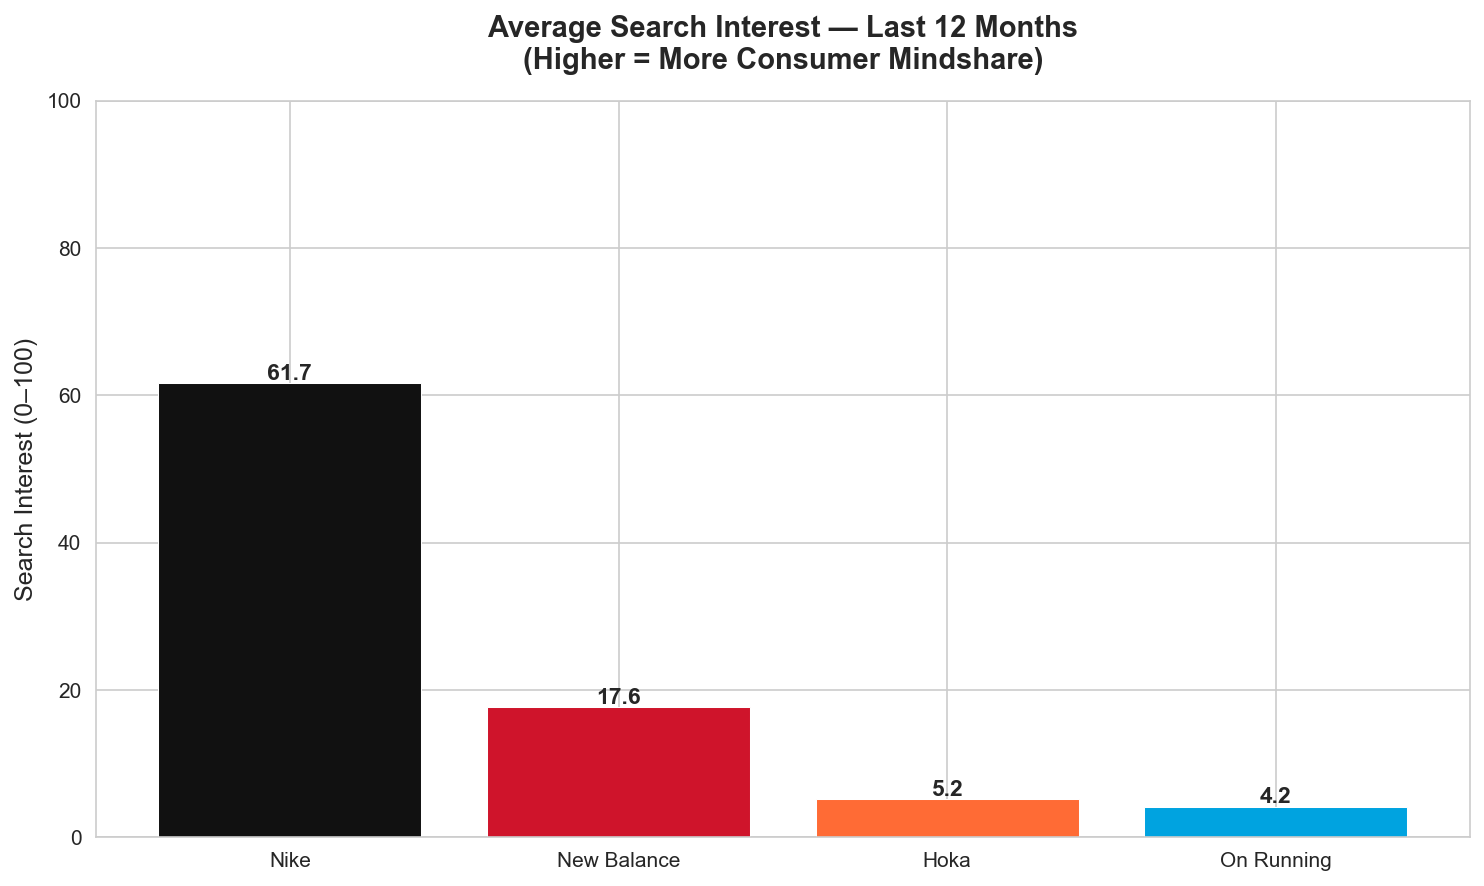 Average Search Interest — Last 12 Months
(Higher = More Consumer Mindshare)
Search Interest (0–100)
100
80
60
40
20
0
61.7
17.6
5.2
4.2
Nike
New Balance
Hoka
On Running